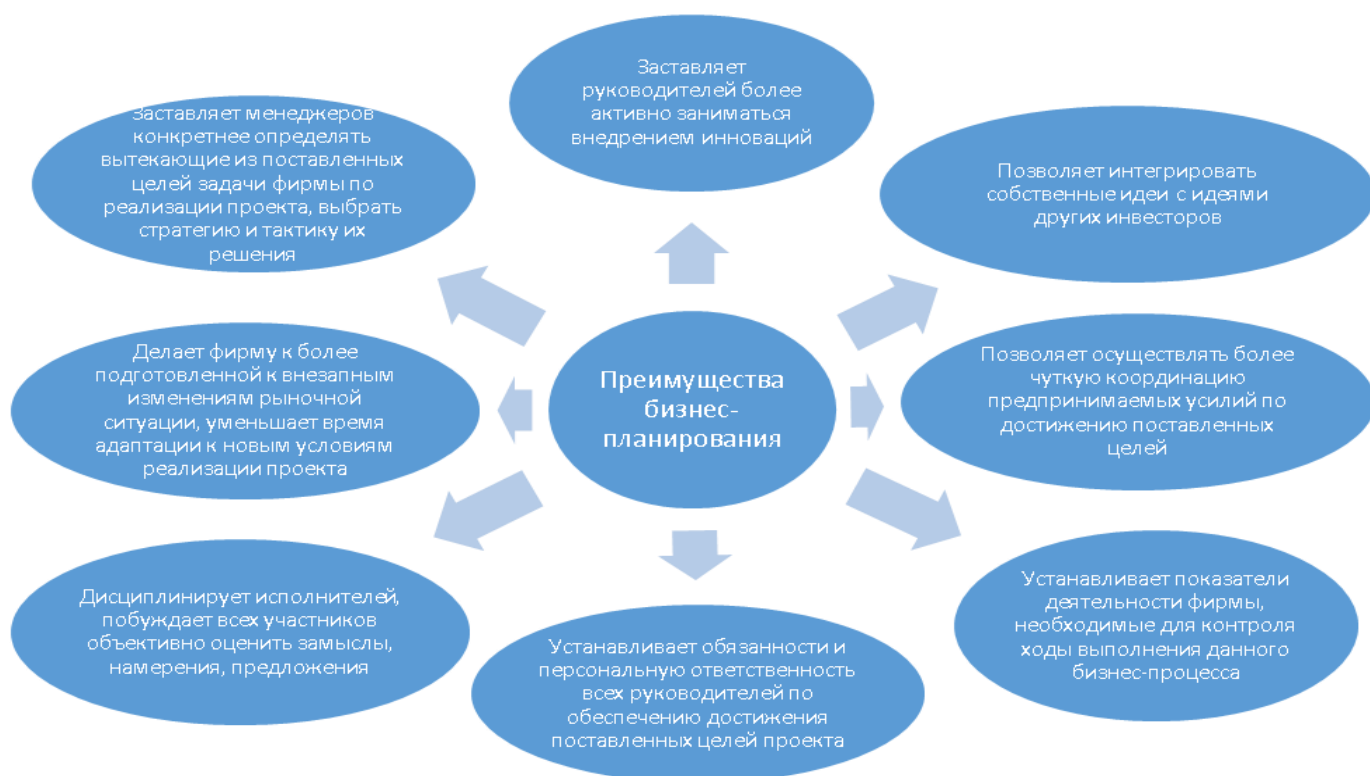 Заставляет
руководителей более
активно заниматься
внедрением инноваций
Заставляет менеджеров
конкретнее определять
вытекающие из поставленных
целей задачи фирмы по
реализации проекта, выбрать
стратегию и тактику их
решения
Позволяет интегрировать
собственные идеи с идеями
других инвесторов
Делает фирму к более
подготовленной к внезапным
изменениям рыночной
ситуации, уменьшает время
адаптации к новым условиям
реализации проекта
Преимущества
бизнес-
планирования
Позволяет осуществлять более
чуткую координацию
предпринимаемых усилий по
достижению поставленных
целей
Дисциплинирует исполнителей,
побуждает всех участников
объективно оценить замыслы,
намерения, предложения
Устанавливает обязанности и
персональную ответственность
всех руководителей по
обеспечению достижения
поставленных целей проекта
Устанавливает показатели
деятельности фирмы,
необходимые для контроля
ходы выполнения данного
бизнес-процесса